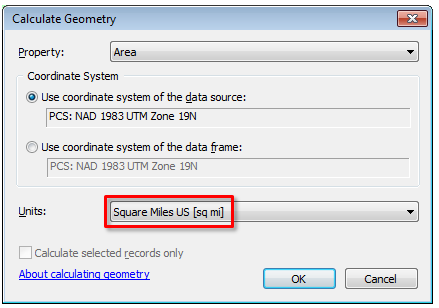 Calculate Geometry
Property: Area
Coordinate System
Use coordinate system of the data source:
PCS: NAD 1983 UTM Zone 19N
Use coordinate system of the data frame:
PCS: NAD 1983 UTM Zone 19N
Units: Square Miles US [sq mi]
Calculate selected records only
About calculating geometry OK Cancel